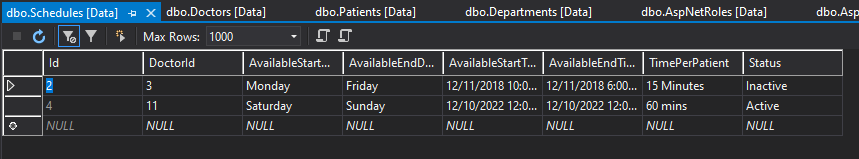 dbo.Schedules [Data] dbo.Doctors [Data] dbo.Patients [Data] dbo.Departments [Data] dbo.AspNetRoles [Data] dbo.Asp
Max Rows: 1000
Id DoctorId AvailableStart... AvailableEndD... AvailableStartT... AvailableEndTi... TimePerPatient Status
2 3 Monday Friday 12/11/2018 10:0... 12/11/2018 6:00... 15 Minutes Inactive
4 11 Saturday Sunday 12/10/2022 12:0... 12/10/2022 12:0... 60 mins Active
NULL NULL NULL NULL NULL NULL NULL NULL